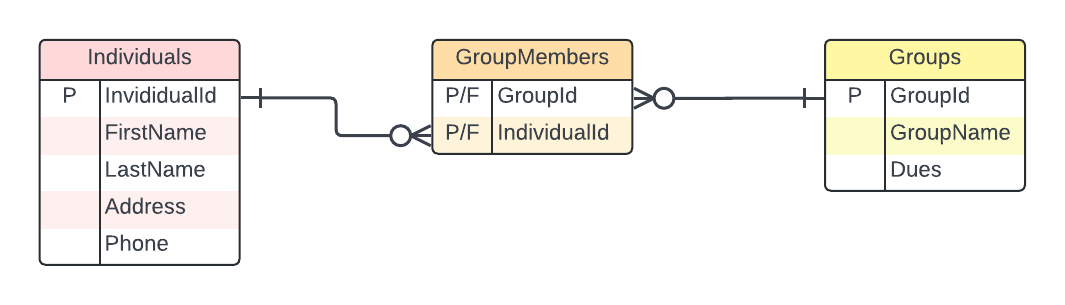 Individuals
P InvididualId
FirstName
LastName
Address
Phone
GroupMembers
P/F GroupId
P/F IndividualId
Groups
P GroupId
GroupName
Dues